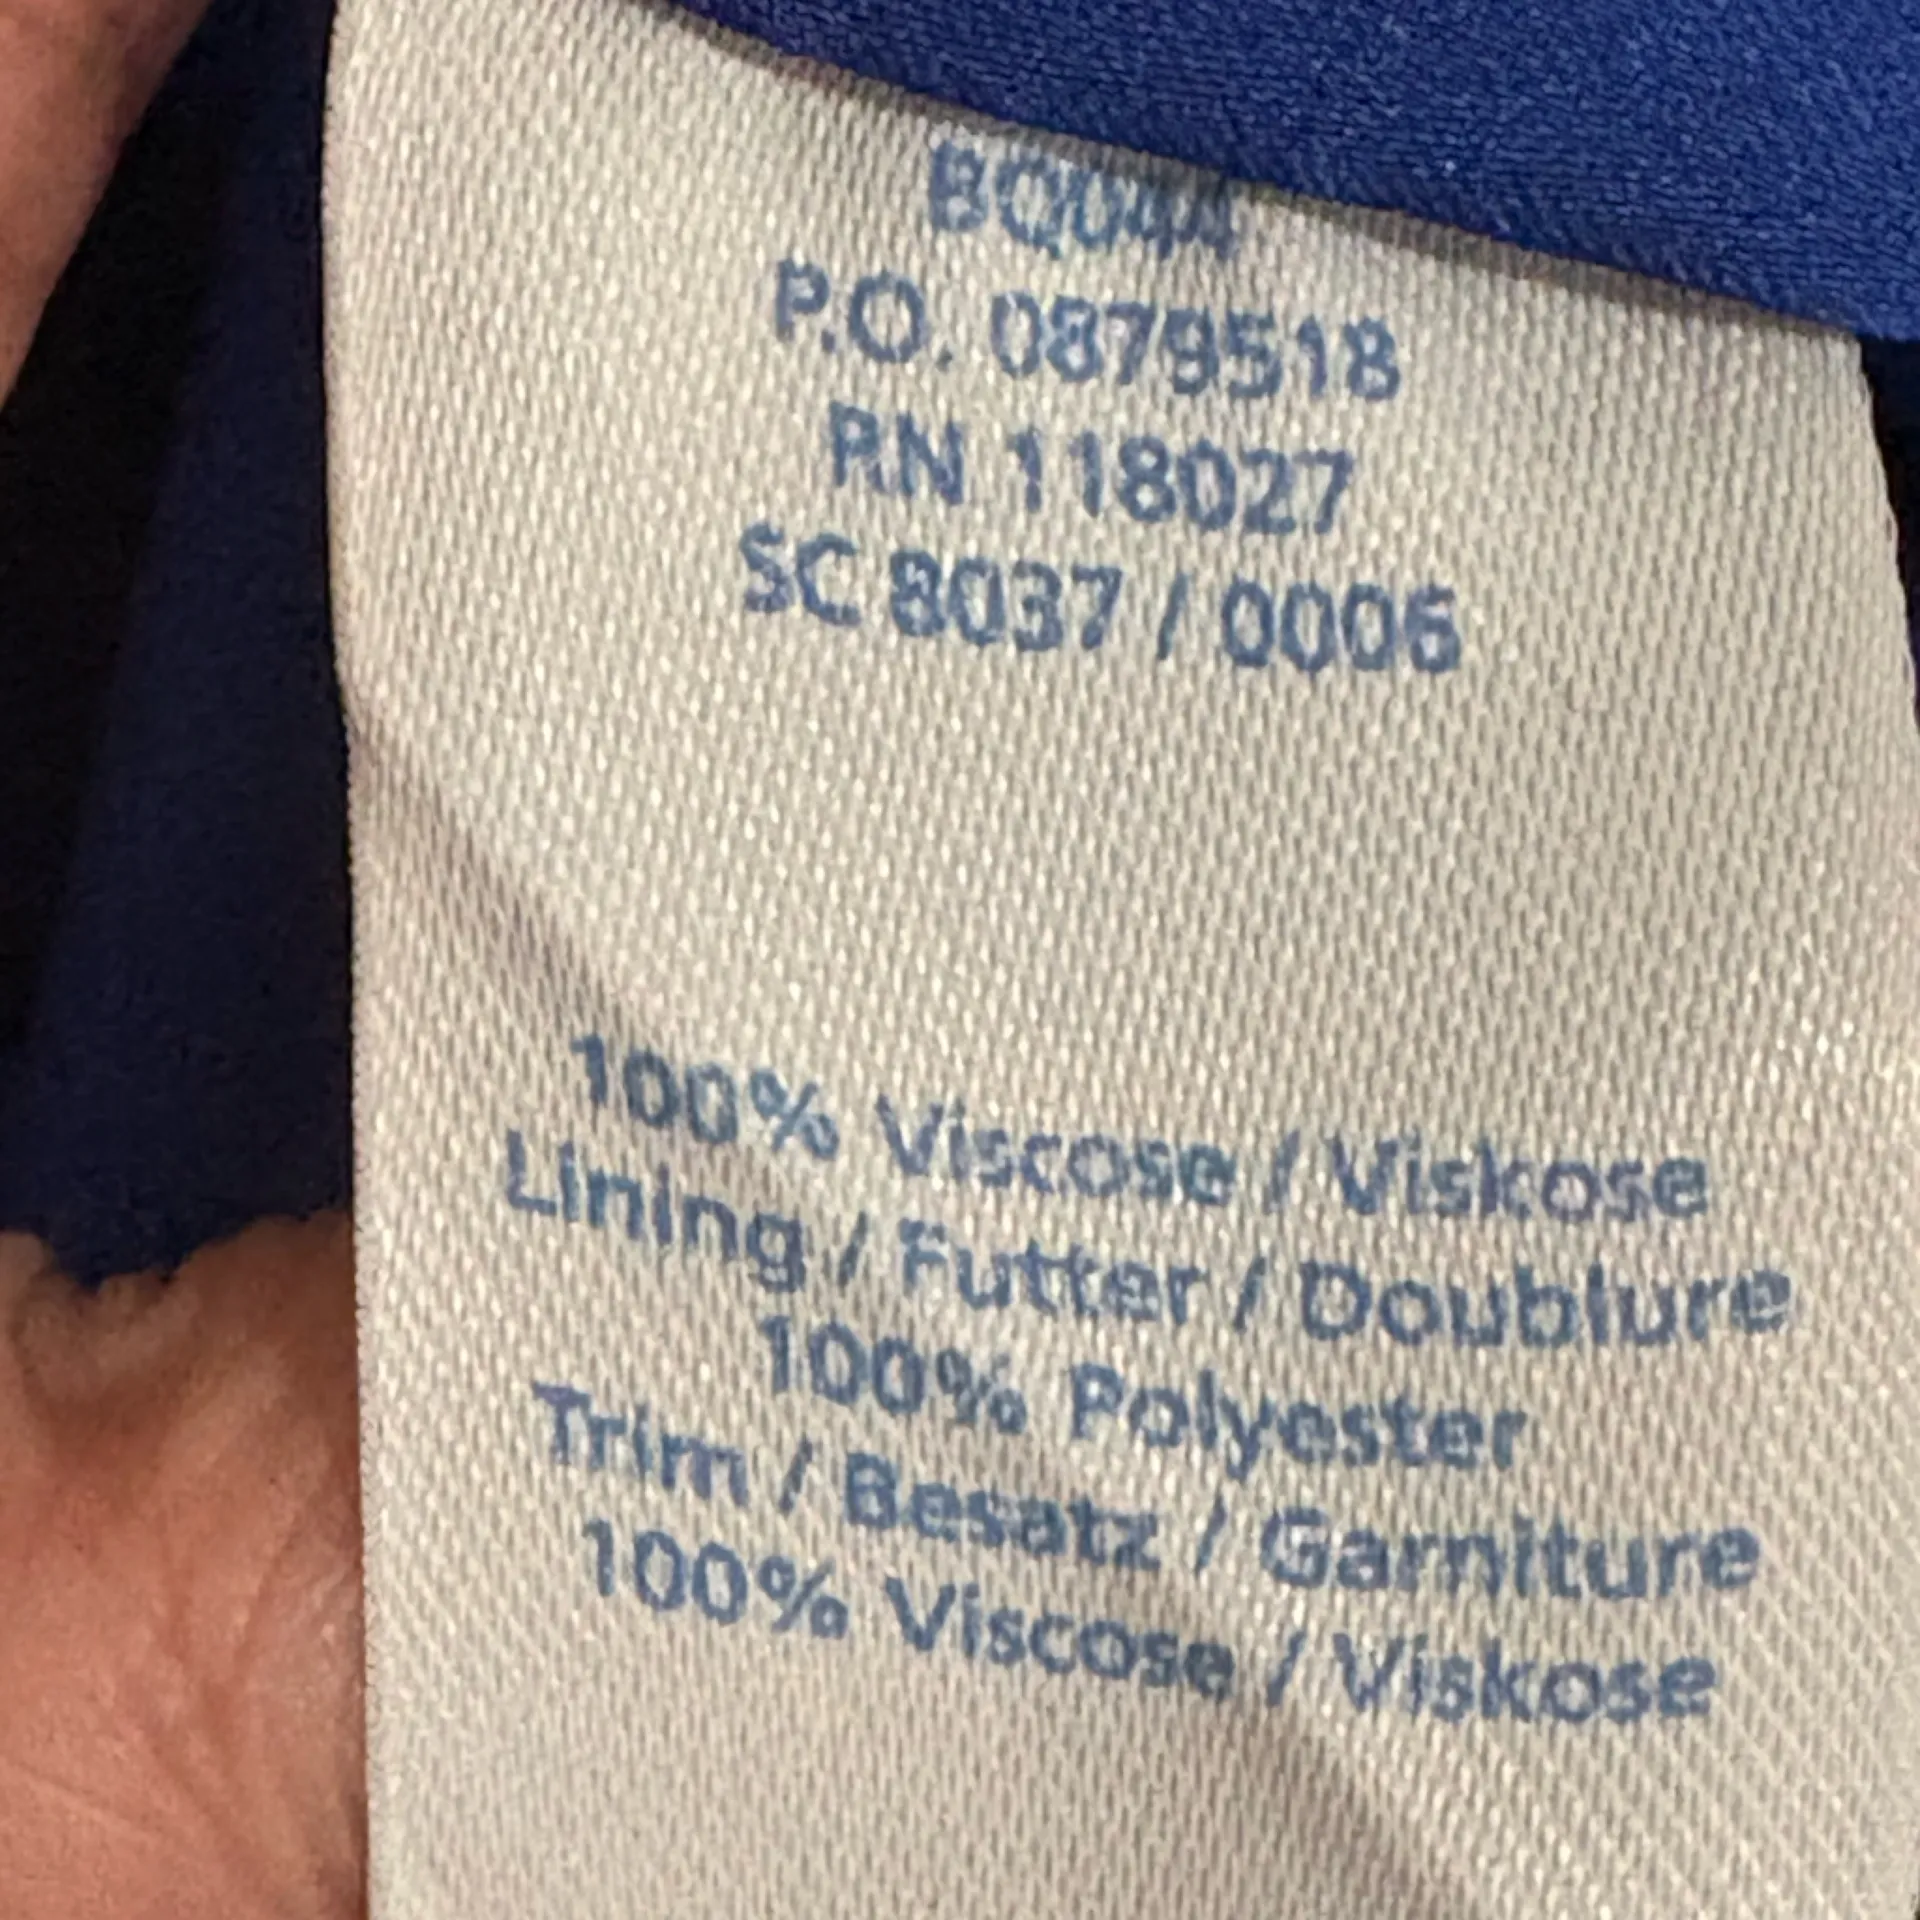 BQ044
P.O. 0879518
RN 118027
SC 8037 / 0006
100% Viscose / Viskose
Lining / Futter / Doublure
100% Polyester
Trim / Besatz / Garniture
100% Viscose / Viskose